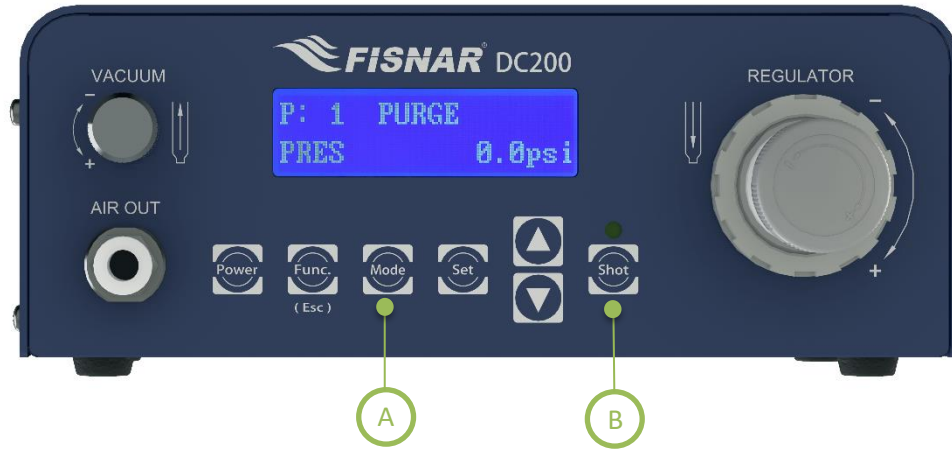 FISNAR® DC200
VACUUM
REGULATOR
P: 1 PURGE
PRES 0.0psi
- 
+
-
+
AIR OUT
Power
Func.
(Esc)
Mode
Set
Shot
A
B